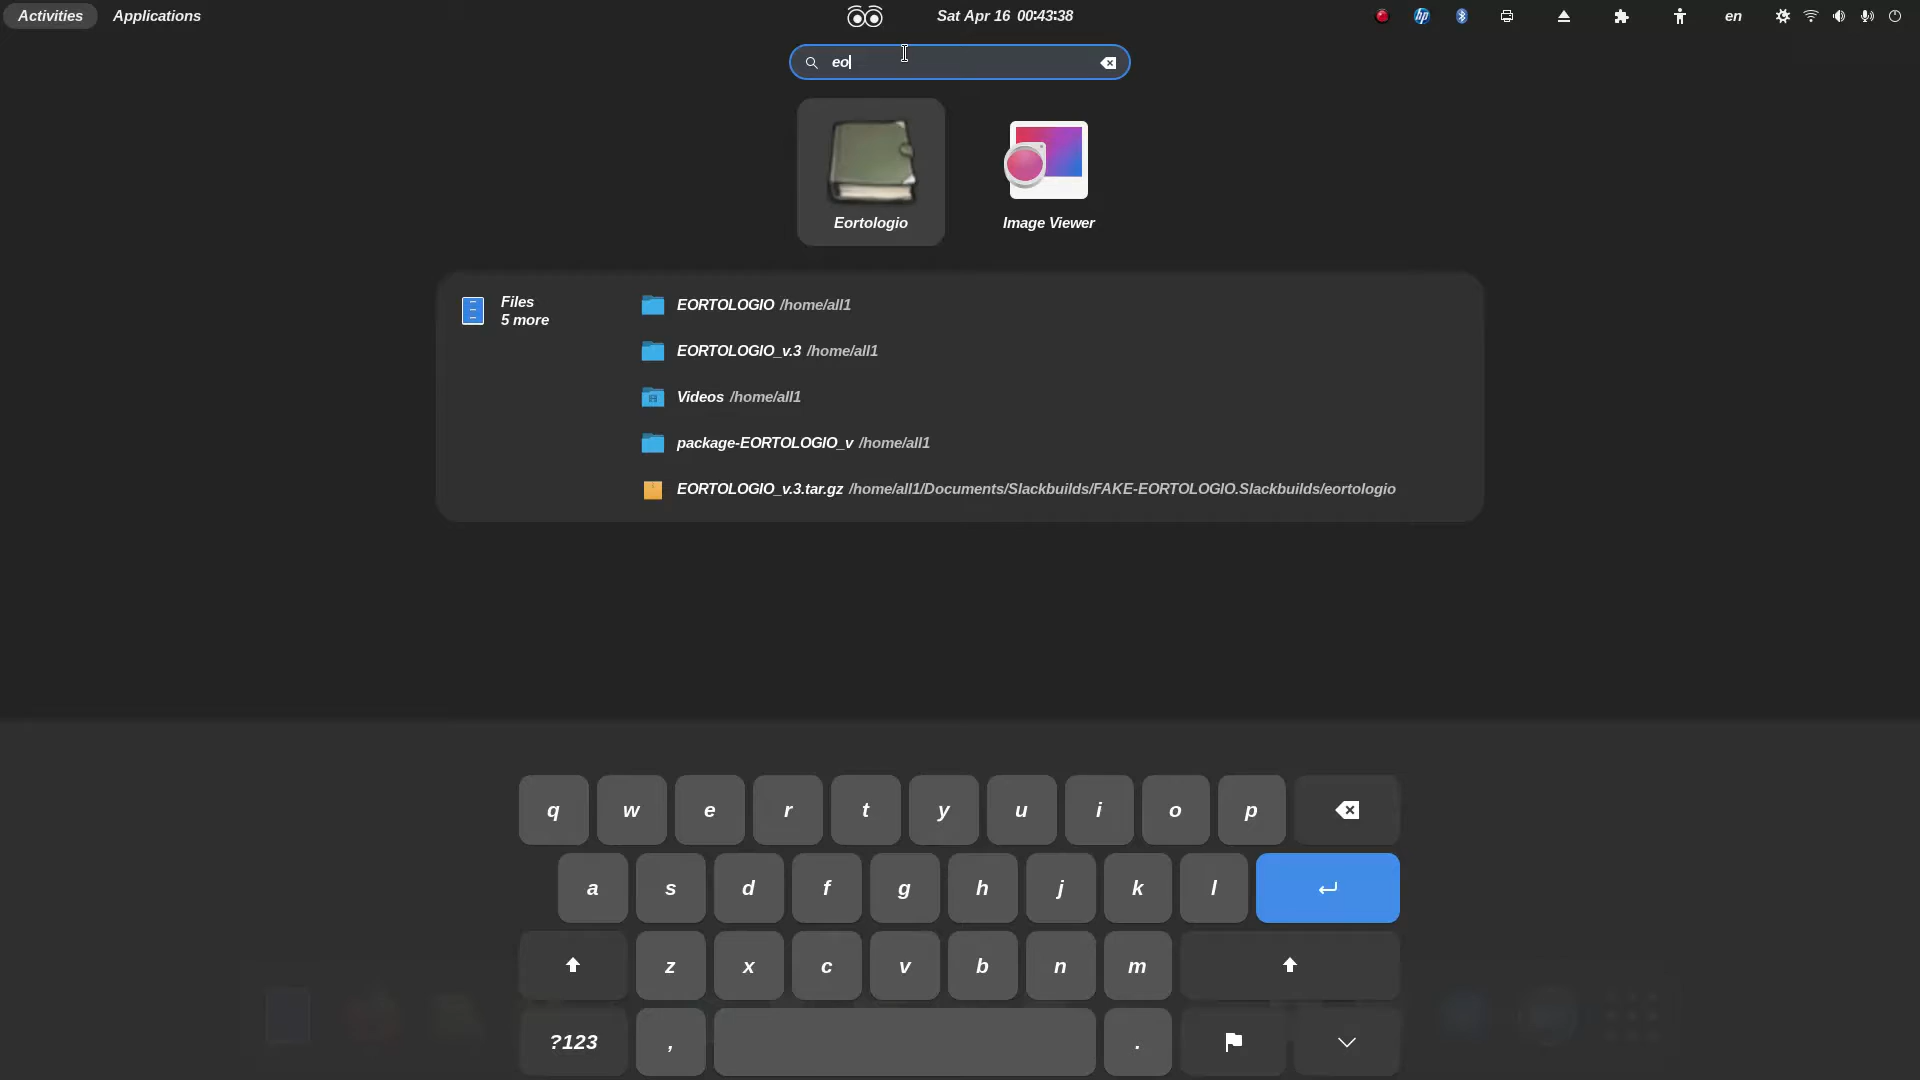 Activities Applications Sat Apr 16 00:43:38 hp en
eo
Eortologio Image Viewer
Files
5 more
EORTOLOGIO /home/all1
EORTOLOGIO_v.3 /home/all1
Videos /home/all1
package-EORTOLOGIO_v /home/all1
EORTOLOGIO_v.3.tar.gz /home/all1/Documents/Slackbuilds/FAKE-EORTOLOGIO.Slackbuilds/eortologio
q w e r t y u i o p
a s d f g h j k l
z x c v b n m
?123 , .